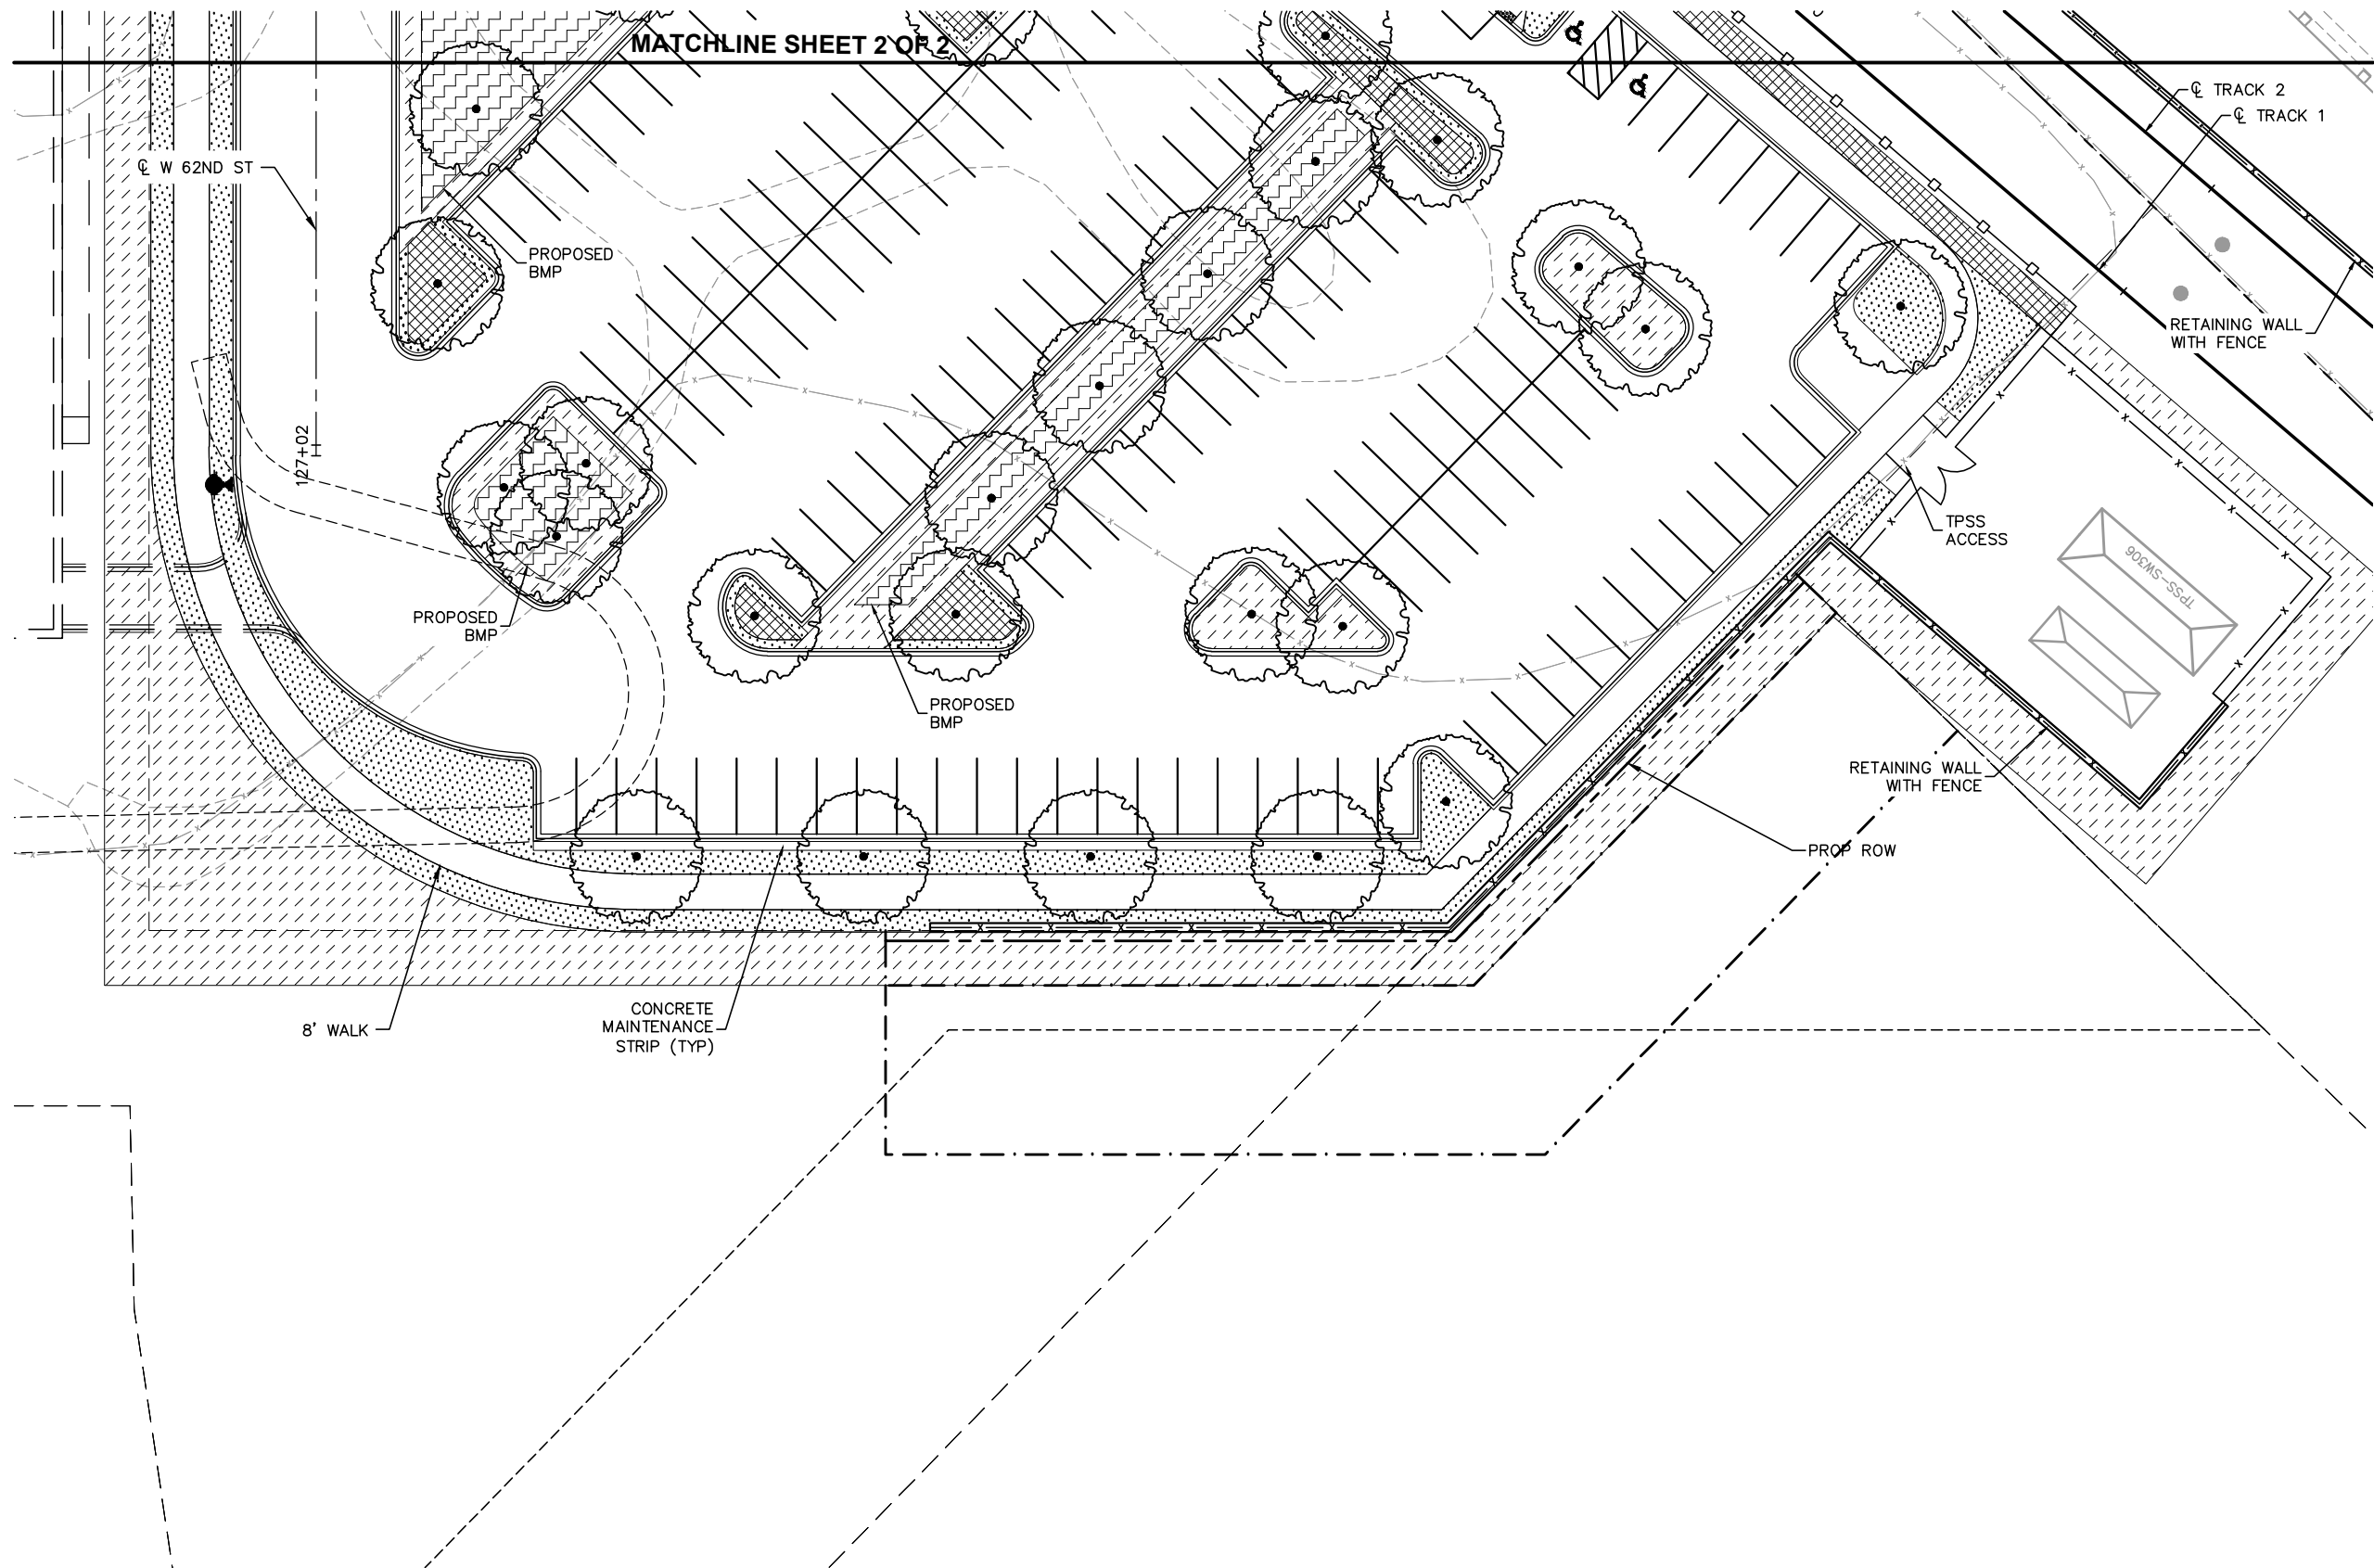 MATCHLINE SHEET 2 OF 2
℄ TRACK 2
℄ TRACK 1
℄ W 62ND ST
PROPOSED
BMP
RETAINING WALL
WITH FENCE
127+02
TPSS
ACCESS
TPSS-SW306
PROPOSED
BMP
PROPOSED
BMP
RETAINING WALL
WITH FENCE
PROP ROW
8' WALK
CONCRETE
MAINTENANCE
STRIP (TYP)